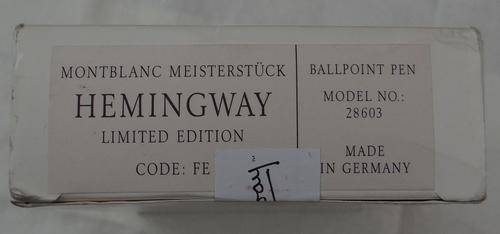 MONTBLANC MEISTERSTÜCK
HEMINGWAY
LIMITED EDITION
CODE: FE
BALLPOINT PEN
MODEL NO.:
28603
MADE
IN GERMANY